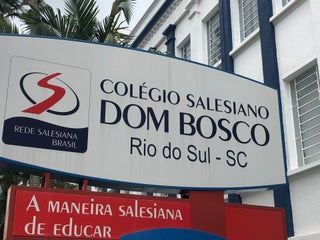 COLÉGIO SALESIANO
DOM BOSCO
Rio do Sul - SC
REDE SALESIANA
BRASIL
A MANEIRA SALESIANA
DE EDUCAR